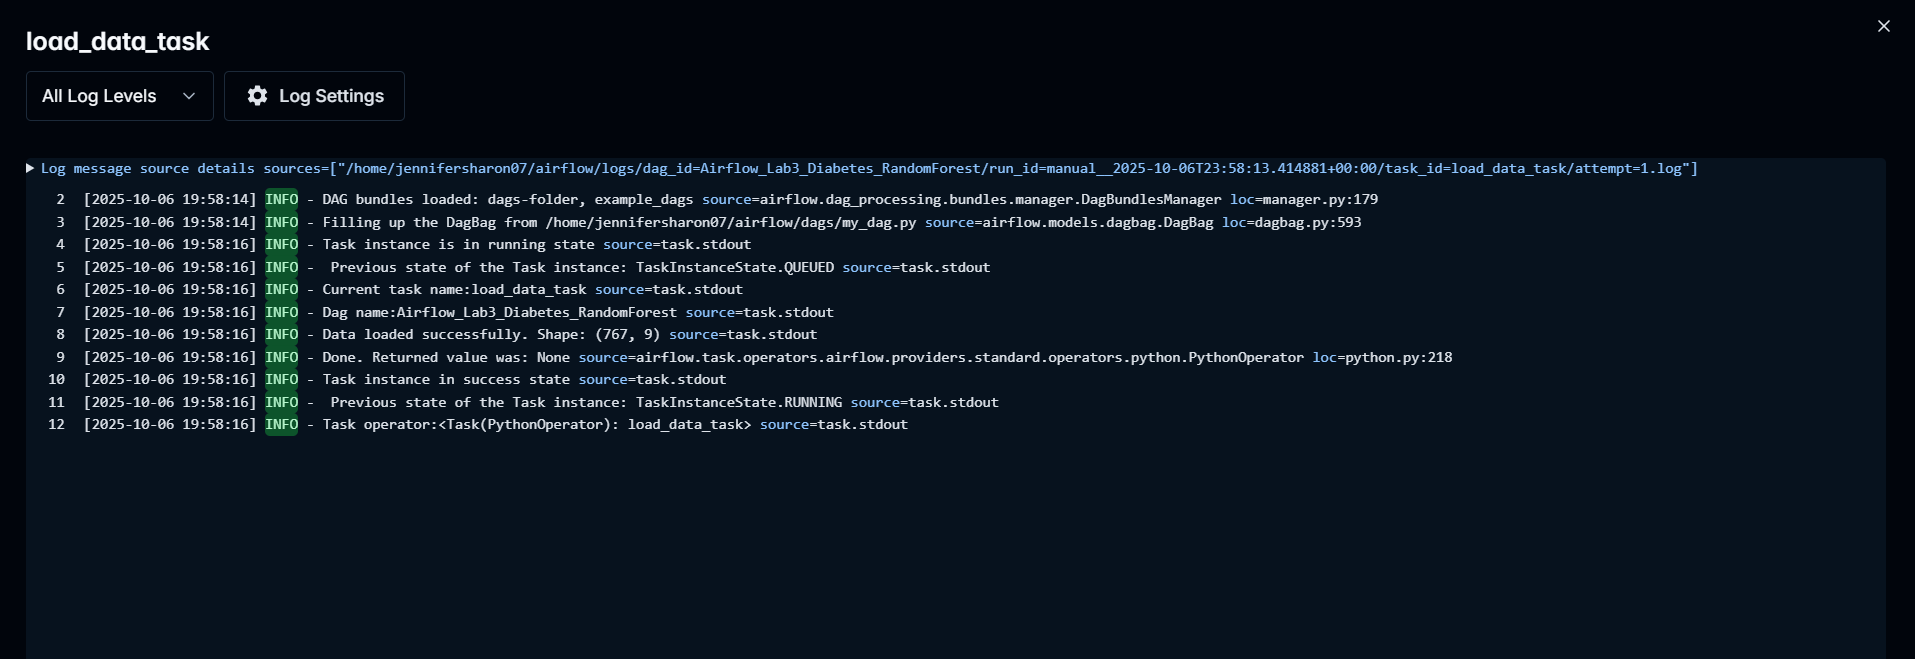 load_data_task
All Log Levels
Log Settings
Log message source details sources=["/home/jennifersharon07/airflow/logs/dag_id=Airflow_Lab3_Diabetes_RandomForest/run_id=manual__2025-10-06T23:58:13.414881+00:00/task_id=load_data_task/attempt=1.log"]
2 [2025-10-06 19:58:14] INFO - DAG bundles loaded: dags-folder, example_dags source=airflow.dag_processing.bundles.manager.DagBundlesManager loc=manager.py:179
3 [2025-10-06 19:58:14] INFO - Filling up the DagBag from /home/jennifersharon07/airflow/dags/my_dag.py source=airflow.models.dagbag.DagBag loc=dagbag.py:593
4 [2025-10-06 19:58:16] INFO - Task instance is in running state source=task.stdout
5 [2025-10-06 19:58:16] INFO -  Previous state of the Task instance: TaskInstanceState.QUEUED source=task.stdout
6 [2025-10-06 19:58:16] INFO - Current task name:load_data_task source=task.stdout
7 [2025-10-06 19:58:16] INFO - Dag name:Airflow_Lab3_Diabetes_RandomForest source=task.stdout
8 [2025-10-06 19:58:16] INFO - Data loaded successfully. Shape: (767, 9) source=task.stdout
9 [2025-10-06 19:58:16] INFO - Done. Returned value was: None source=airflow.task.operators.airflow.providers.standard.operators.python.PythonOperator loc=python.py:218
10 [2025-10-06 19:58:16] INFO - Task instance in success state source=task.stdout
11 [2025-10-06 19:58:16] INFO -  Previous state of the Task instance: TaskInstanceState.RUNNING source=task.stdout
12 [2025-10-06 19:58:16] INFO - Task operator:<Task(PythonOperator): load_data_task> source=task.stdout